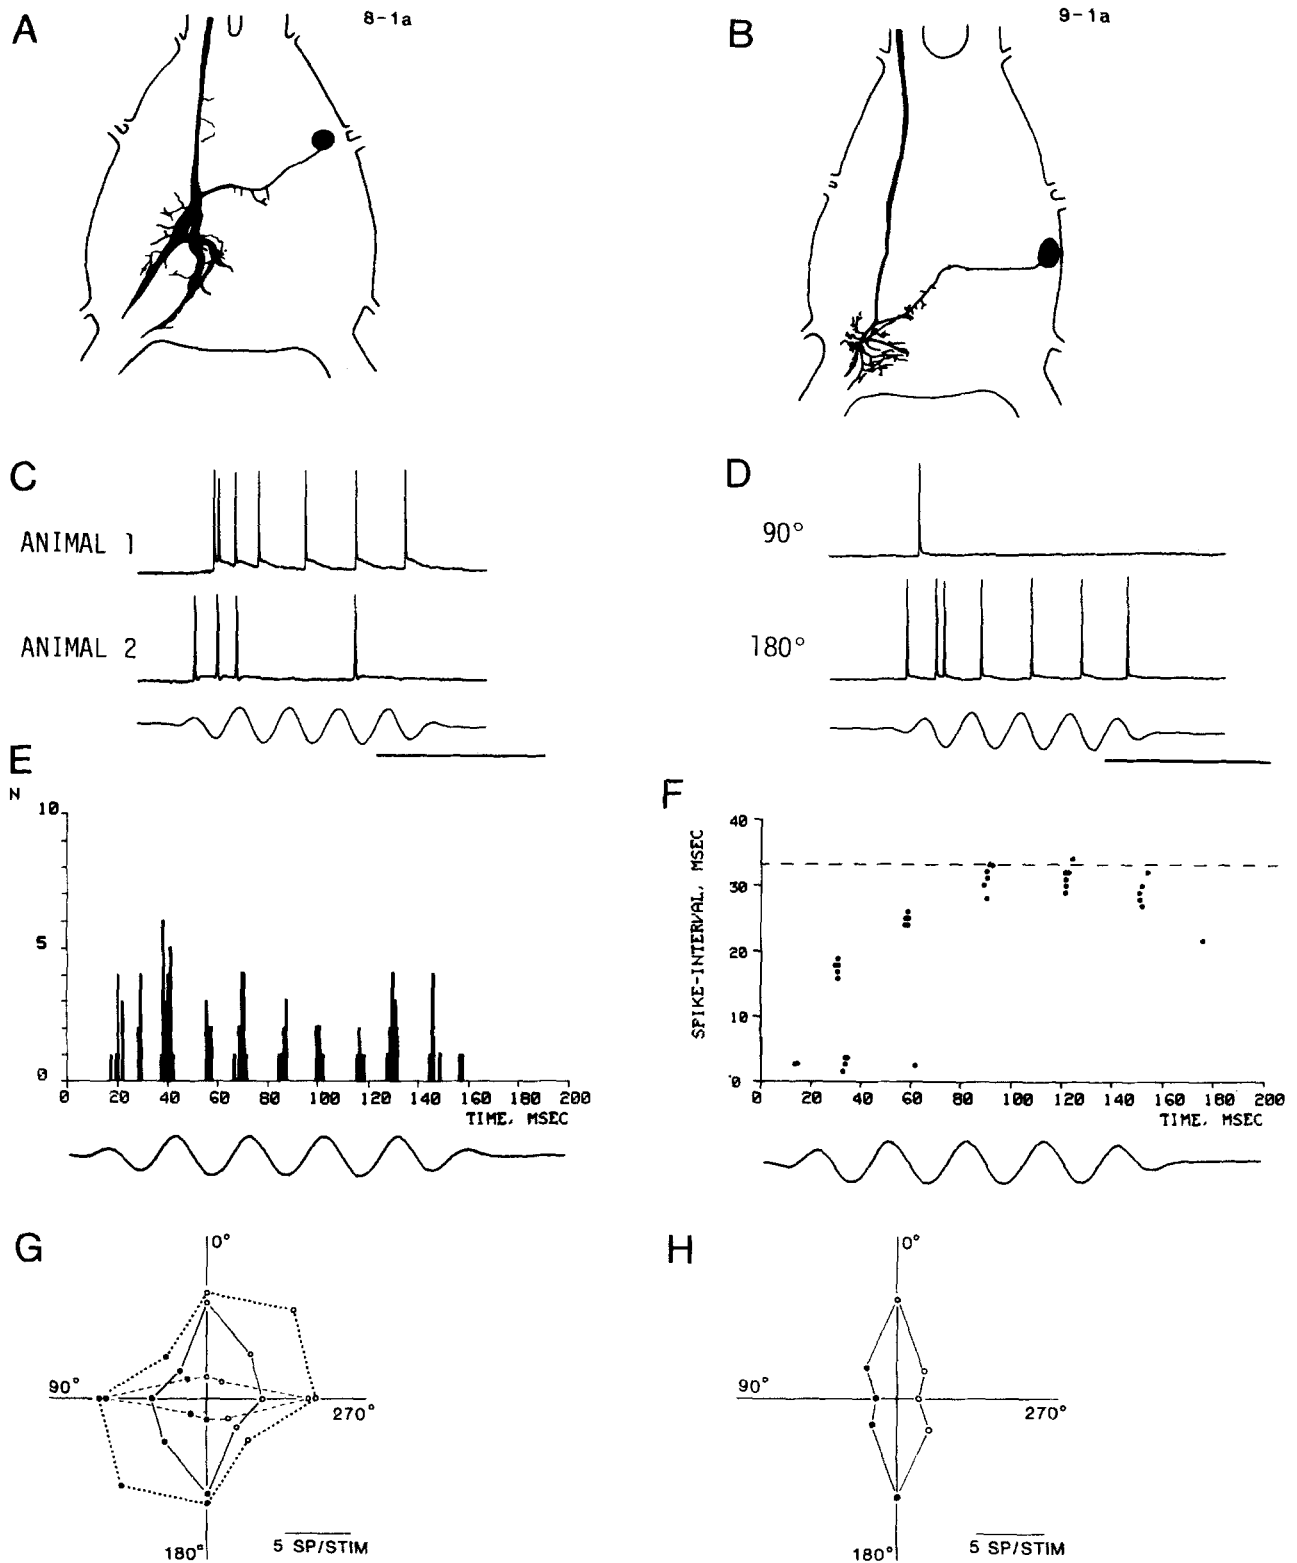 A
8-1a
B
9-1a
C
ANIMAL 1
ANIMAL 2
D
90°
180°
E
N
10
5
0
0 20 40 60 80 100 120 140 160 180 200
TIME, MSEC
F
SPIKE-INTERVAL, MSEC
40
30
20
10
0
0 20 40 60 80 100 120 140 160 180 200
TIME, MSEC
G
0°
90°
270°
180°
5 SP/STIM
H
0°
90°
270°
180°
5 SP/STIM